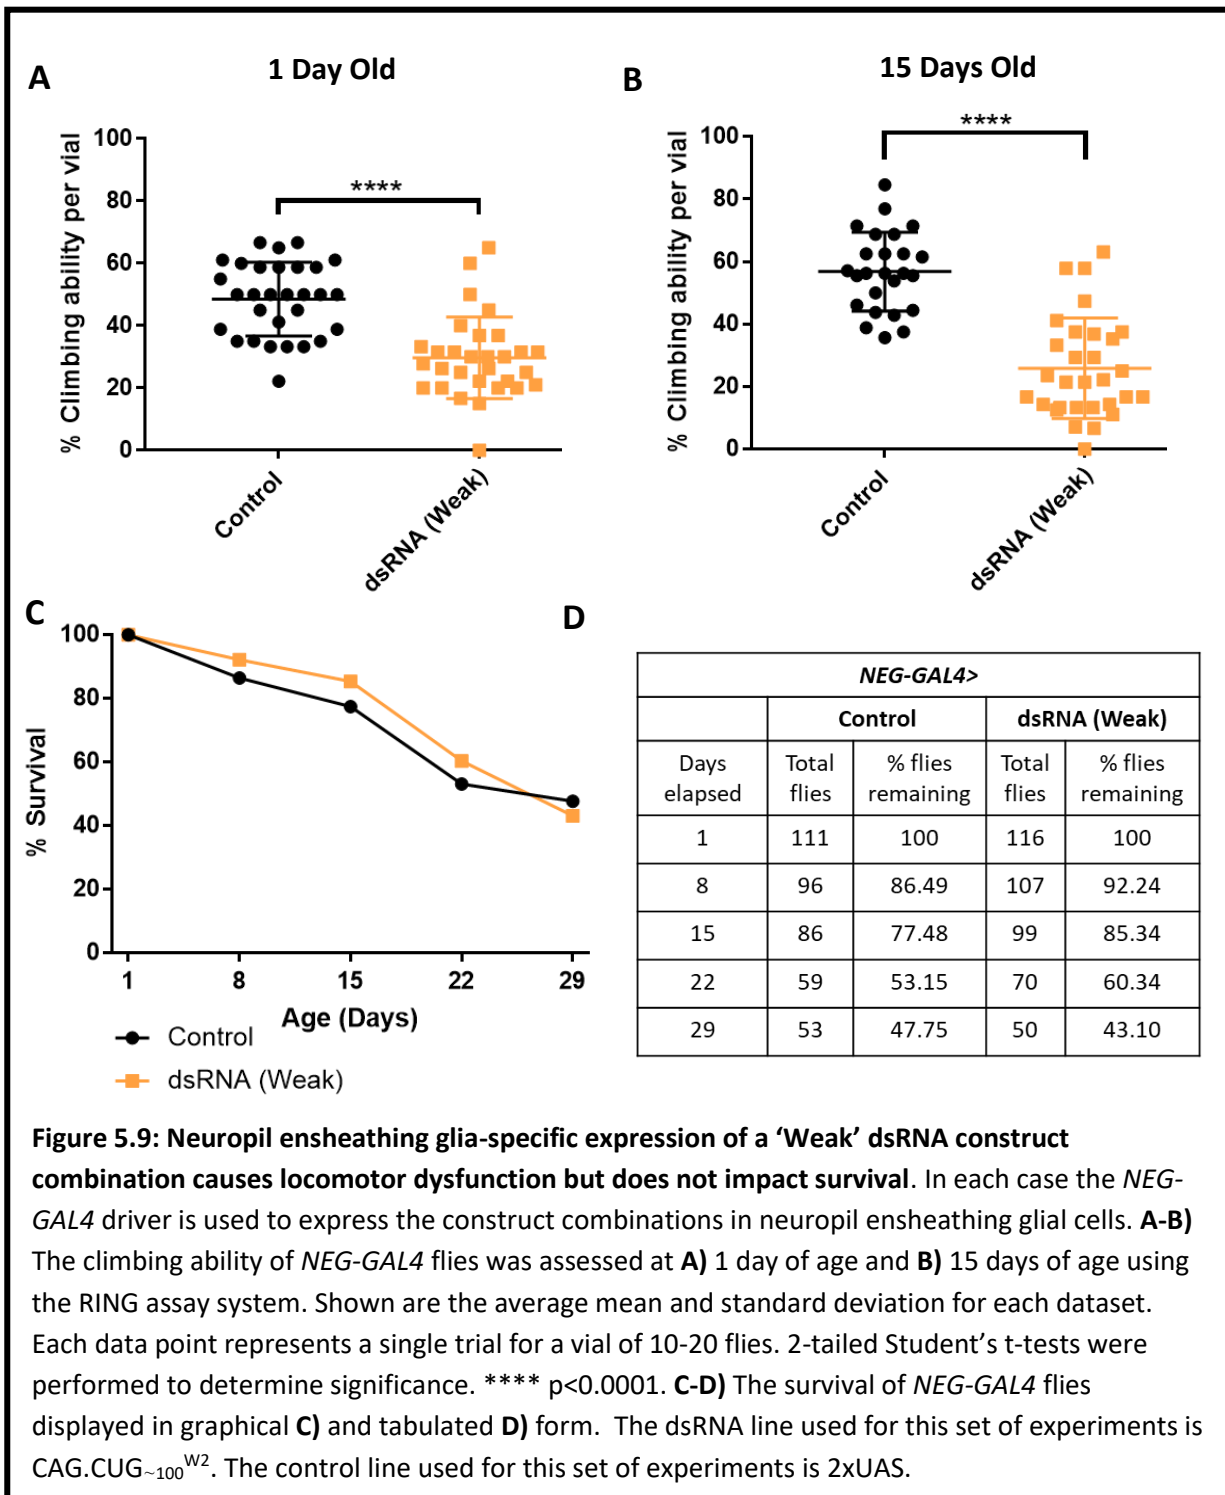 A
1 Day Old
% Climbing ability per vial
100
80
60
40
20
0
****
Control
dsRNA (Weak)
B
15 Days Old
% Climbing ability per vial
100
80
60
40
20
0
****
Control
dsRNA (Weak)
C
% Survival
100
80
60
40
20
0
1 8 15 22 29
Age (Days)
Control
dsRNA (Weak)
D
NEG-GAL4>
Control dsRNA (Weak)
Days elapsed Total flies % flies remaining Total flies % flies remaining
1 111 100 116 100
8 96 86.49 107 92.24
15 86 77.48 99 85.34
22 59 53.15 70 60.34
29 53 47.75 50 43.10
Figure 5.9: Neuropil ensheathing glia-specific expression of a ‘Weak’ dsRNA construct
combination causes locomotor dysfunction but does not impact survival. In each case the NEG-
GAL4 driver is used to express the construct combinations in neuropil ensheathing glial cells. A-B)
The climbing ability of NEG-GAL4 flies was assessed at A) 1 day of age and B) 15 days of age using
the RING assay system. Shown are the average mean and standard deviation for each dataset.
Each data point represents a single trial for a vial of 10-20 flies. 2-tailed Student’s t-tests were
performed to determine significance. **** p<0.0001. C-D) The survival of NEG-GAL4 flies
displayed in graphical C) and tabulated D) form. The dsRNA line used for this set of experiments is
CAG.CUG~100W2. The control line used for this set of experiments is 2xUAS.